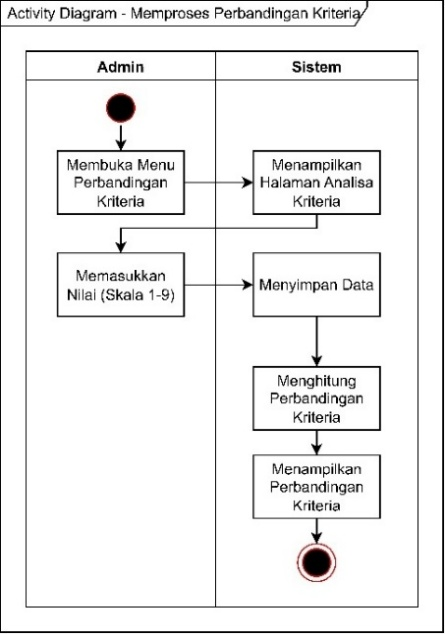 Activity Diagram - Memproses Perbandingan Kriteria
Admin
Sistem
Membuka Menu
Perbandingan
Kriteria
Menampilkan
Halaman Analisa
Kriteria
Memasukkan
Nilai (Skala 1-9)
Menyimpan Data
Menghitung
Perbandingan
Kriteria
Menampilkan
Perbandingan
Kriteria